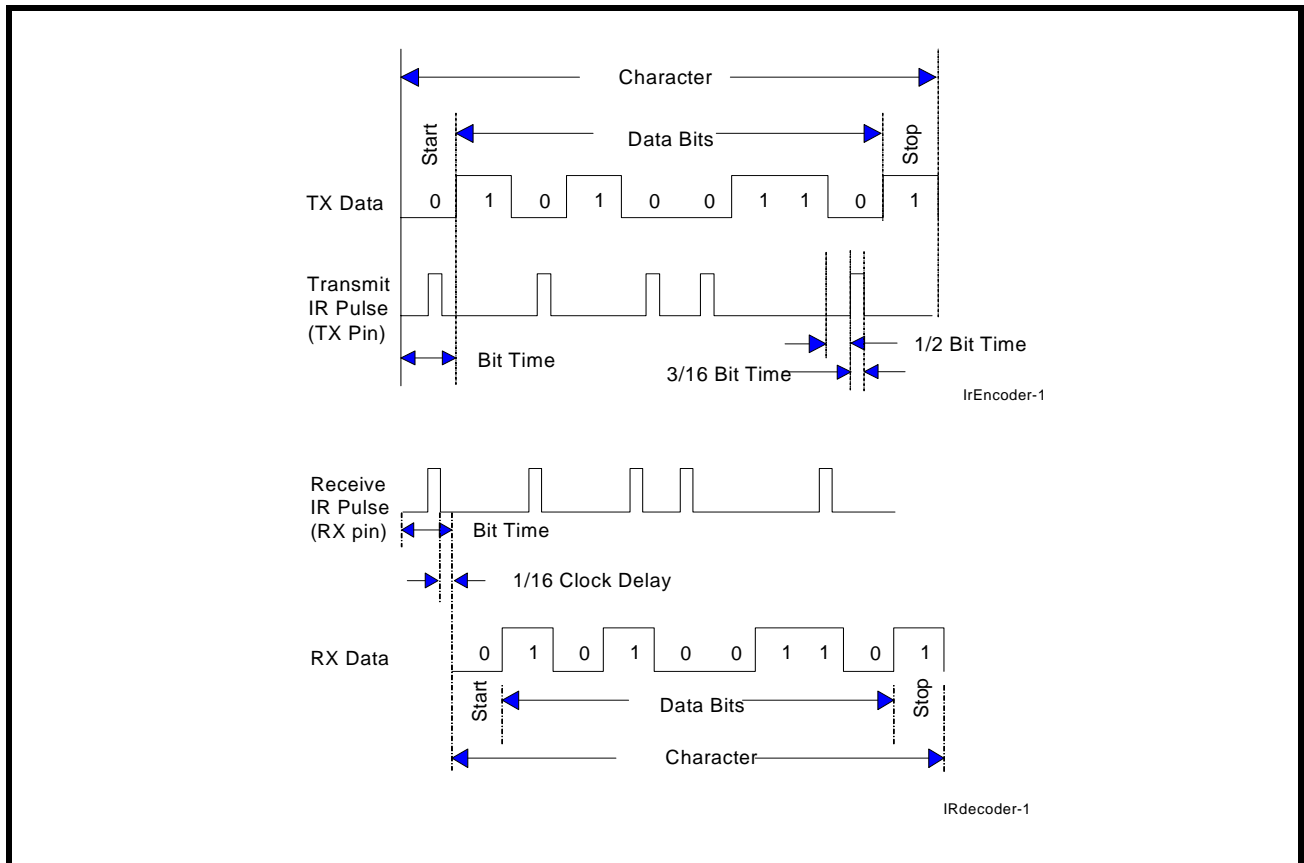 Character
Start
Data Bits
Stop
TX Data
0 1 0 1 0 0 1 1 0 1
Transmit
IR Pulse
(TX Pin)
Bit Time
1/2 Bit Time
3/16 Bit Time
IrEncoder-1
Receive
IR Pulse
(RX pin)
Bit Time
1/16 Clock Delay
RX Data
0 1 0 1 0 0 1 1 0 1
Start
Data Bits
Stop
Character
IRdecoder-1